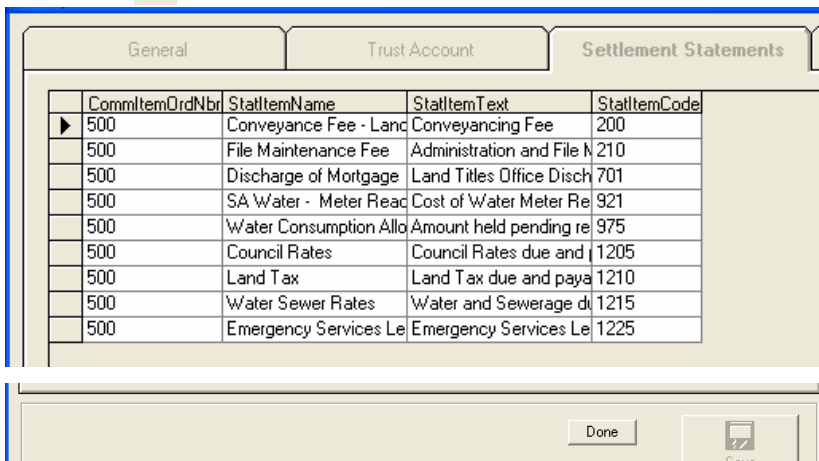 General Trust Account Settlement Statements
CommItemOrdNbr StatItemName StatItemText StatItemCode
500 Conveyance Fee - Land Conveyancing Fee 200
500 File Maintenance Fee Administration and File 210
500 Discharge of Mortgage Land Titles Office Disch 701
500 SA Water - Meter Read Cost of Water Meter Re 921
500 Water Consumption Allo Amount held pending re 975
500 Council Rates Council Rates due and 1205
500 Land Tax Land Tax due and paya 1210
500 Water Sewer Rates Water and Sewerage du 1215
500 Emergency Services Le Emergency Services Le 1225
Done
Save